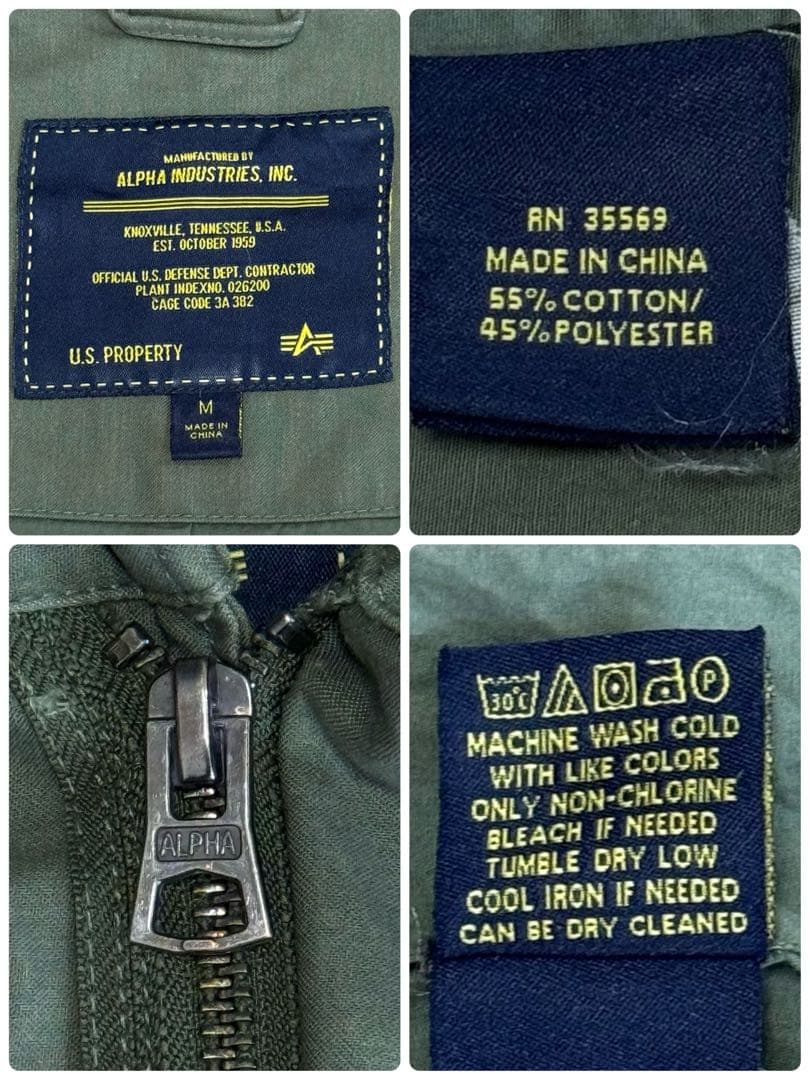 MANUFACTURED BY
ALPHA INDUSTRIES, INC.
KNOXVILLE, TENNESSEE, U.S.A.
EST. OCTOBER 1959
OFFICIAL U.S. DEFENSE DEPT. CONTRACTOR
PLANT INDEXNO. 026200
CAGE CODE 3A 382
U.S. PROPERTY
M
MADE IN
CHINA
RN 35569
MADE IN CHINA
55% COTTON/
45% POLYESTER
ALPHA
30°C P
MACHINE WASH COLD
WITH LIKE COLORS
ONLY NON-CHLORINE
BLEACH IF NEEDED
TUMBLE DRY LOW
COOL IRON IF NEEDED
CAN BE DRY CLEANED